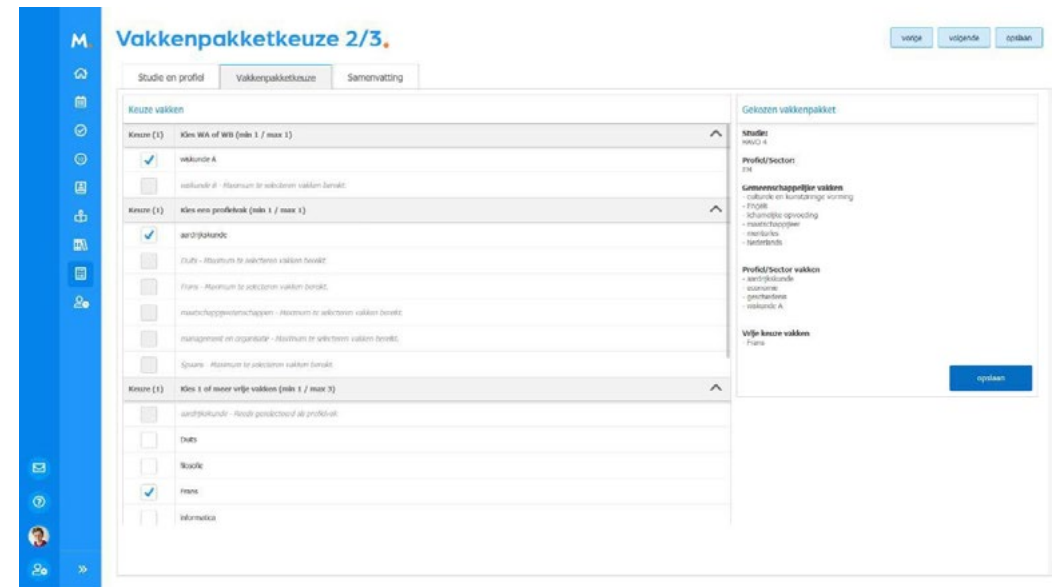 M.
Vakkenpakketkeuze 2/3.
vorige
volgende
opslaan
Studie en profiel
Vakkenpakketkeuze
Samenvatting
Keuze vakken
Keuze (1) Kies WA of WB (min 1 / max 1)
wiskunde A
wiskunde B - Maximum te selecteren vakken bereikt.
Keuze (1) Kies een profielvak (min 1 / max 1)
aardrijkskunde
Duits - Maximum te selecteren vakken bereikt.
Frans - Maximum te selecteren vakken bereikt.
maatschappijwetenschappen - Maximum te selecteren vakken bereikt.
management en organisatie - Maximum te selecteren vakken bereikt.
Spaans - Maximum te selecteren vakken bereikt.
Keuze (1) Kies 1 of meer vrije vakken (min 1 / max 3)
aardrijkskunde - Reeds geselecteerd als profielvak
Duits
filosofie
Frans
informatica
Gekozen vakkenpakket
Studie:
HAVO 4
Profiel/Sector:
EM
Gemeenschappelijke vakken
- culturele en kunstzinnige vorming
- Engels
- lichamelijke opvoeding
- maatschappijleer
- mentorles
- Nederlands
Profiel/Sector vakken
- aardrijkskunde
- economie
- geschiedenis
- wiskunde A
Vrije keuze vakken
- Frans
opslaan